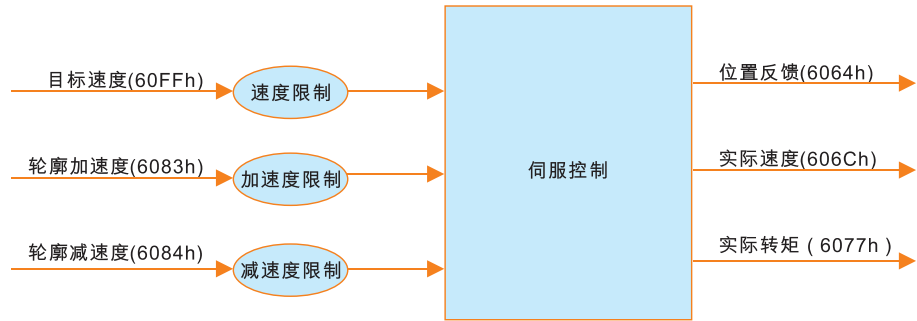 目标速度(60FFh)
速度限制
轮廓加速度(6083h)
加速度限制
轮廓减速度(6084h)
减速度限制
伺服控制
位置反馈(6064h)
实际速度(606Ch)
实际转矩（6077h）